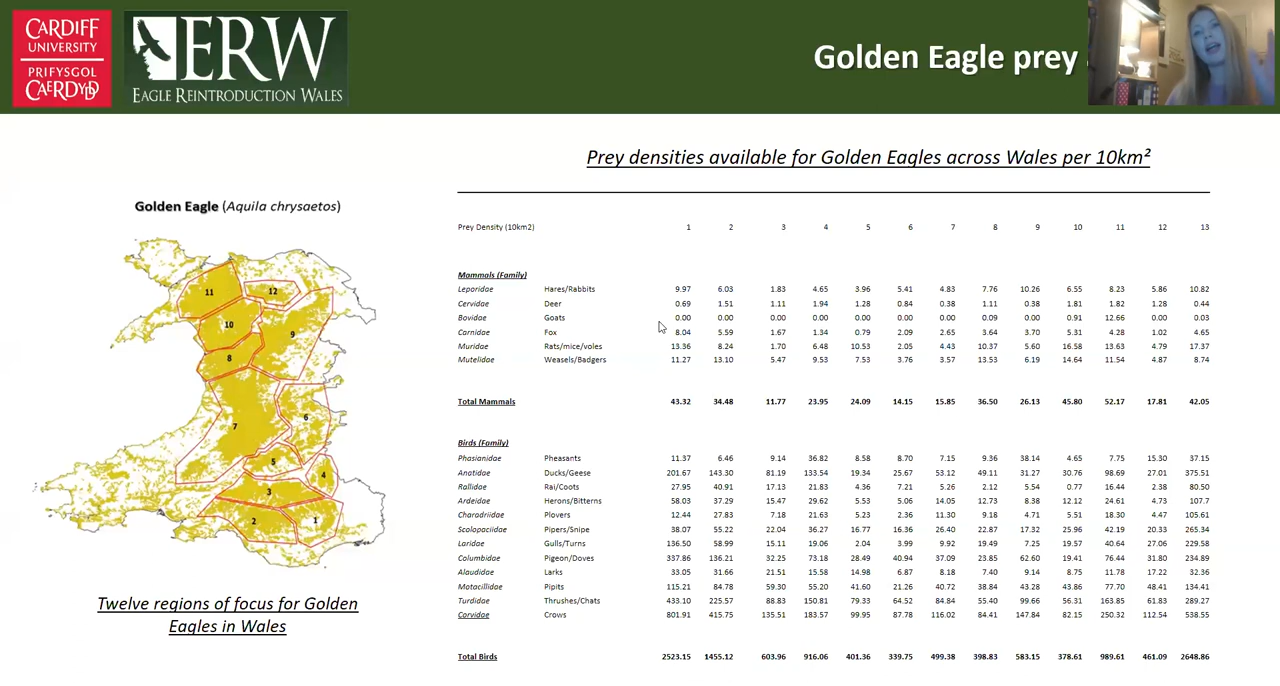 CARDIFF
UNIVERSITY
PRIFYSGOL
CAERDYDD
ERW
EAGLE REINTRODUCTION WALES
Golden Eagle prey
Prey densities available for Golden Eagles across Wales per 10km²
Golden Eagle (Aquila chrysaetos)
11
12
10
9
8
7
6
5
4
3
2
1
Twelve regions of focus for Golden
Eagles in Wales
Prey Density (10km2) 1 2 3 4 5 6 7 8 9 10 11 12 13
Mammals (Family)
Leporidae Hares/Rabbits 9.97 6.03 1.83 4.65 3.96 5.41 4.83 7.76 10.26 6.55 8.23 5.86 10.82
Cervidae Deer 0.69 1.51 1.11 1.94 1.28 0.84 0.38 1.11 0.38 1.81 1.82 1.28 0.44
Bovidae Goats 0.00 0.00 0.00 0.00 0.00 0.00 0.00 0.09 0.00 0.91 12.66 0.00 0.03
Carnidae Fox 8.04 5.59 1.67 1.34 0.79 2.09 2.65 3.64 3.70 5.31 4.28 1.02 4.65
Muridae Rats/mice/voles 13.36 8.24 1.70 6.48 10.53 2.05 4.43 10.37 5.60 16.58 13.63 4.79 17.37
Mutelidae Weasels/Badgers 11.27 13.10 5.47 9.53 7.53 3.76 3.57 13.53 6.19 14.64 11.54 4.87 8.74
Total Mammals 43.32 34.48 11.77 23.95 24.09 14.15 15.85 36.50 26.13 45.80 52.17 17.81 42.05
Birds (Family)
Phasianidae Pheasants 11.37 6.46 9.14 36.82 8.58 8.70 7.15 9.36 38.14 4.65 7.75 15.30 37.15
Anatidae Ducks/Geese 201.67 143.30 81.19 133.54 19.34 25.67 53.12 49.11 31.27 30.76 98.69 27.01 375.51
Rallidae Rai/Coots 27.95 40.91 17.13 21.83 4.36 7.21 5.26 2.12 5.54 0.77 16.44 2.38 80.50
Ardeidae Herons/Bitterns 58.03 37.29 15.47 29.62 5.53 5.06 14.05 12.73 8.38 12.12 24.61 4.73 107.7
Charadriidae Plovers 12.44 27.83 7.18 21.63 5.23 2.36 11.30 9.18 4.71 5.51 18.30 4.47 105.61
Scolopaciidae Pipers/Snipe 38.07 55.22 22.04 36.27 16.77 16.36 26.40 22.87 17.32 25.96 42.19 20.33 265.34
Laridae Gulls/Turns 136.50 58.99 15.11 19.06 2.04 3.99 9.92 19.49 7.25 19.57 40.64 27.06 229.58
Columbidae Pigeon/Doves 337.86 136.21 32.25 73.18 28.49 40.94 37.09 23.85 62.60 19.41 76.44 31.80 234.89
Alaudidae Larks 33.05 31.66 21.51 15.58 14.98 6.87 8.18 7.40 9.14 8.75 11.78 17.22 32.36
Motacillidae Pipits 115.21 84.78 59.30 55.20 41.60 21.26 40.72 38.84 43.28 43.86 77.70 48.41 134.41
Turdidae Thrushes/Chats 433.10 225.57 88.83 150.81 79.33 64.52 84.84 55.40 99.66 56.31 163.85 61.83 289.27
Corvidae Crows 801.91 415.75 135.51 183.57 99.95 87.78 116.02 84.41 147.84 82.15 250.32 112.54 538.55
Total Birds 2523.15 1455.12 603.96 916.06 401.36 339.75 499.38 398.83 583.15 378.61 989.61 461.09 2648.86